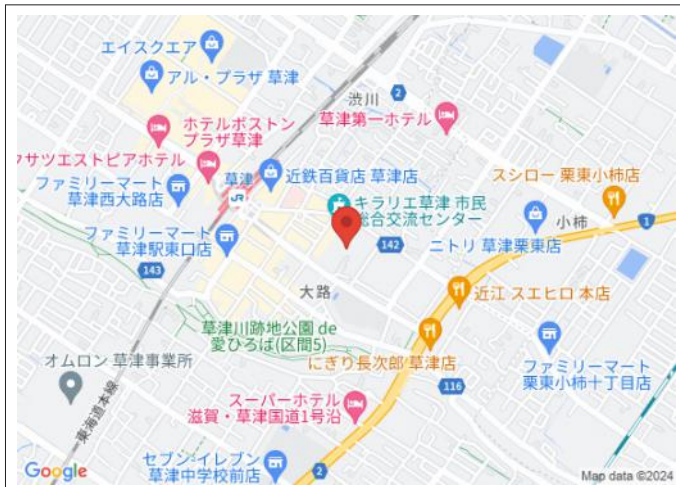 エイスクエア
アル・プラザ 草津
渋川
2
ホテルボストン
プラザ草津
草津第一ホテル
クサツエストピアホテル
草津
近鉄百貨店 草津店
スシロー 栗東小柿店
ファミリーマート
草津西大路店
JR
キラリエ草津 市民
総合交流センター
小柿
1
ファミリーマート
草津駅東口店
142
ニトリ 草津栗東店
143
大路
近江 スエヒロ 本店
草津川跡地公園 de
愛ひろば(区間5)
オムロン 草津事業所
にぎり長次郎 草津店
ファミリーマート
栗東小柿十丁目店
116
東海道本線
スーパーホテル
滋賀・草津国道1号沿
セブン-イレブン
草津中学校前店
2
Google
Map data ©2024